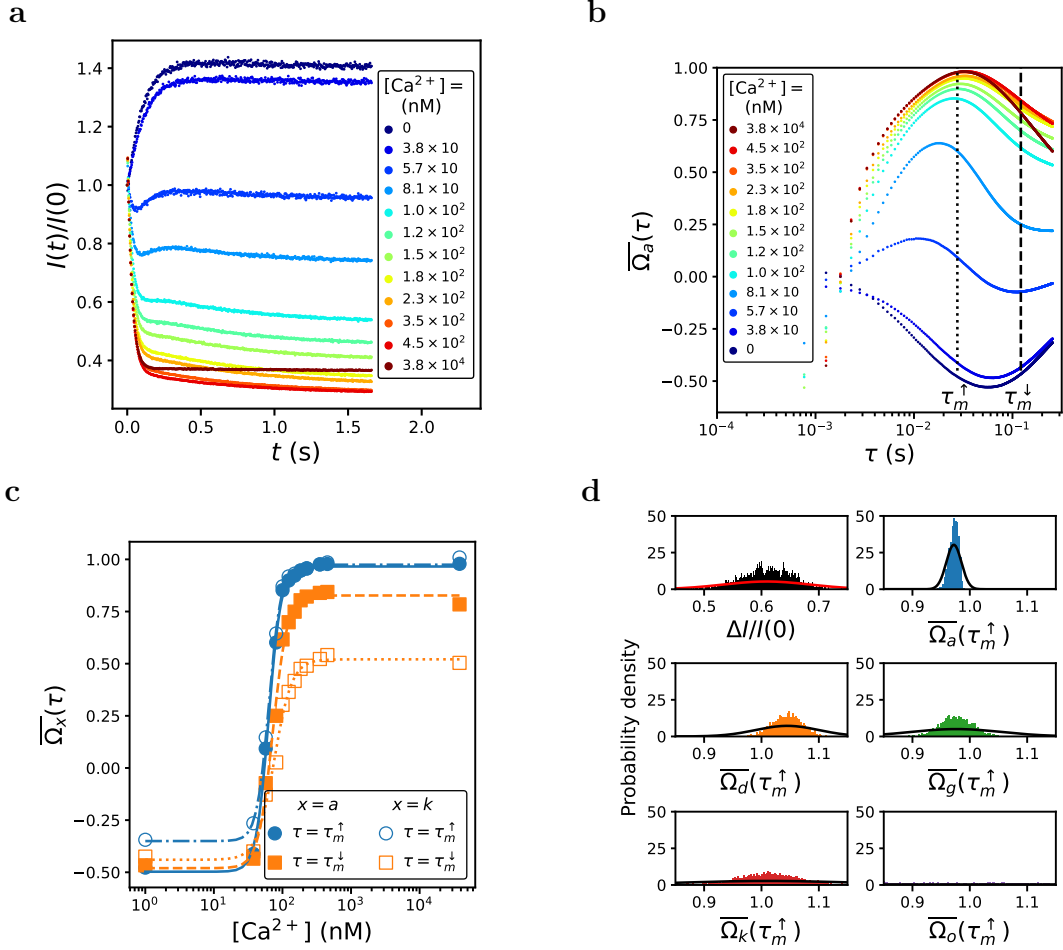 a
I(t)/I(0)
1.4
1.2
1.0
0.8
0.6
0.4
0.0 0.5 1.0 1.5 2.0
t (s)
[Ca²⁺] =
(nM)
0
3.8 × 10
5.7 × 10
8.1 × 10
1.0 × 10²
1.2 × 10²
1.5 × 10²
1.8 × 10²
2.3 × 10²
3.5 × 10²
4.5 × 10²
3.8 × 10⁴
b
Ω̅ₐ(τ)
1.00
0.75
0.50
0.25
0.00
−0.25
−0.50
10⁻⁴ 10⁻³ 10⁻² 10⁻¹
τ (s)
[Ca²⁺] =
(nM)
3.8 × 10⁴
4.5 × 10²
3.5 × 10²
2.3 × 10²
1.8 × 10²
1.5 × 10²
1.2 × 10²
1.0 × 10²
8.1 × 10
5.7 × 10
3.8 × 10
0
τₘ↑ τₘ↓
c
Ω̅ₓ(τ)
1.00
0.75
0.50
0.25
0.00
−0.25
−0.50
10⁰ 10¹ 10² 10³ 10⁴
[Ca²⁺] (nM)
x = a x = k
τ = τₘ↑ τ = τₘ↑
τ = τₘ↓ τ = τₘ↓
d
Probability density
50
25
0
0.5 0.6 0.7
ΔI/I(0)
50
25
0
0.9 1.0 1.1
Ω̅ₐ(τₘ↑)
50
25
0
0.9 1.0 1.1
Ω̅_d(τₘ↑)
50
25
0
0.9 1.0 1.1
Ω̅_g(τₘ↑)
50
25
0
0.9 1.0 1.1
Ω̅ₖ(τₘ↑)
50
25
0
0.9 1.0 1.1
Ω̅ₒ(τₘ↑)